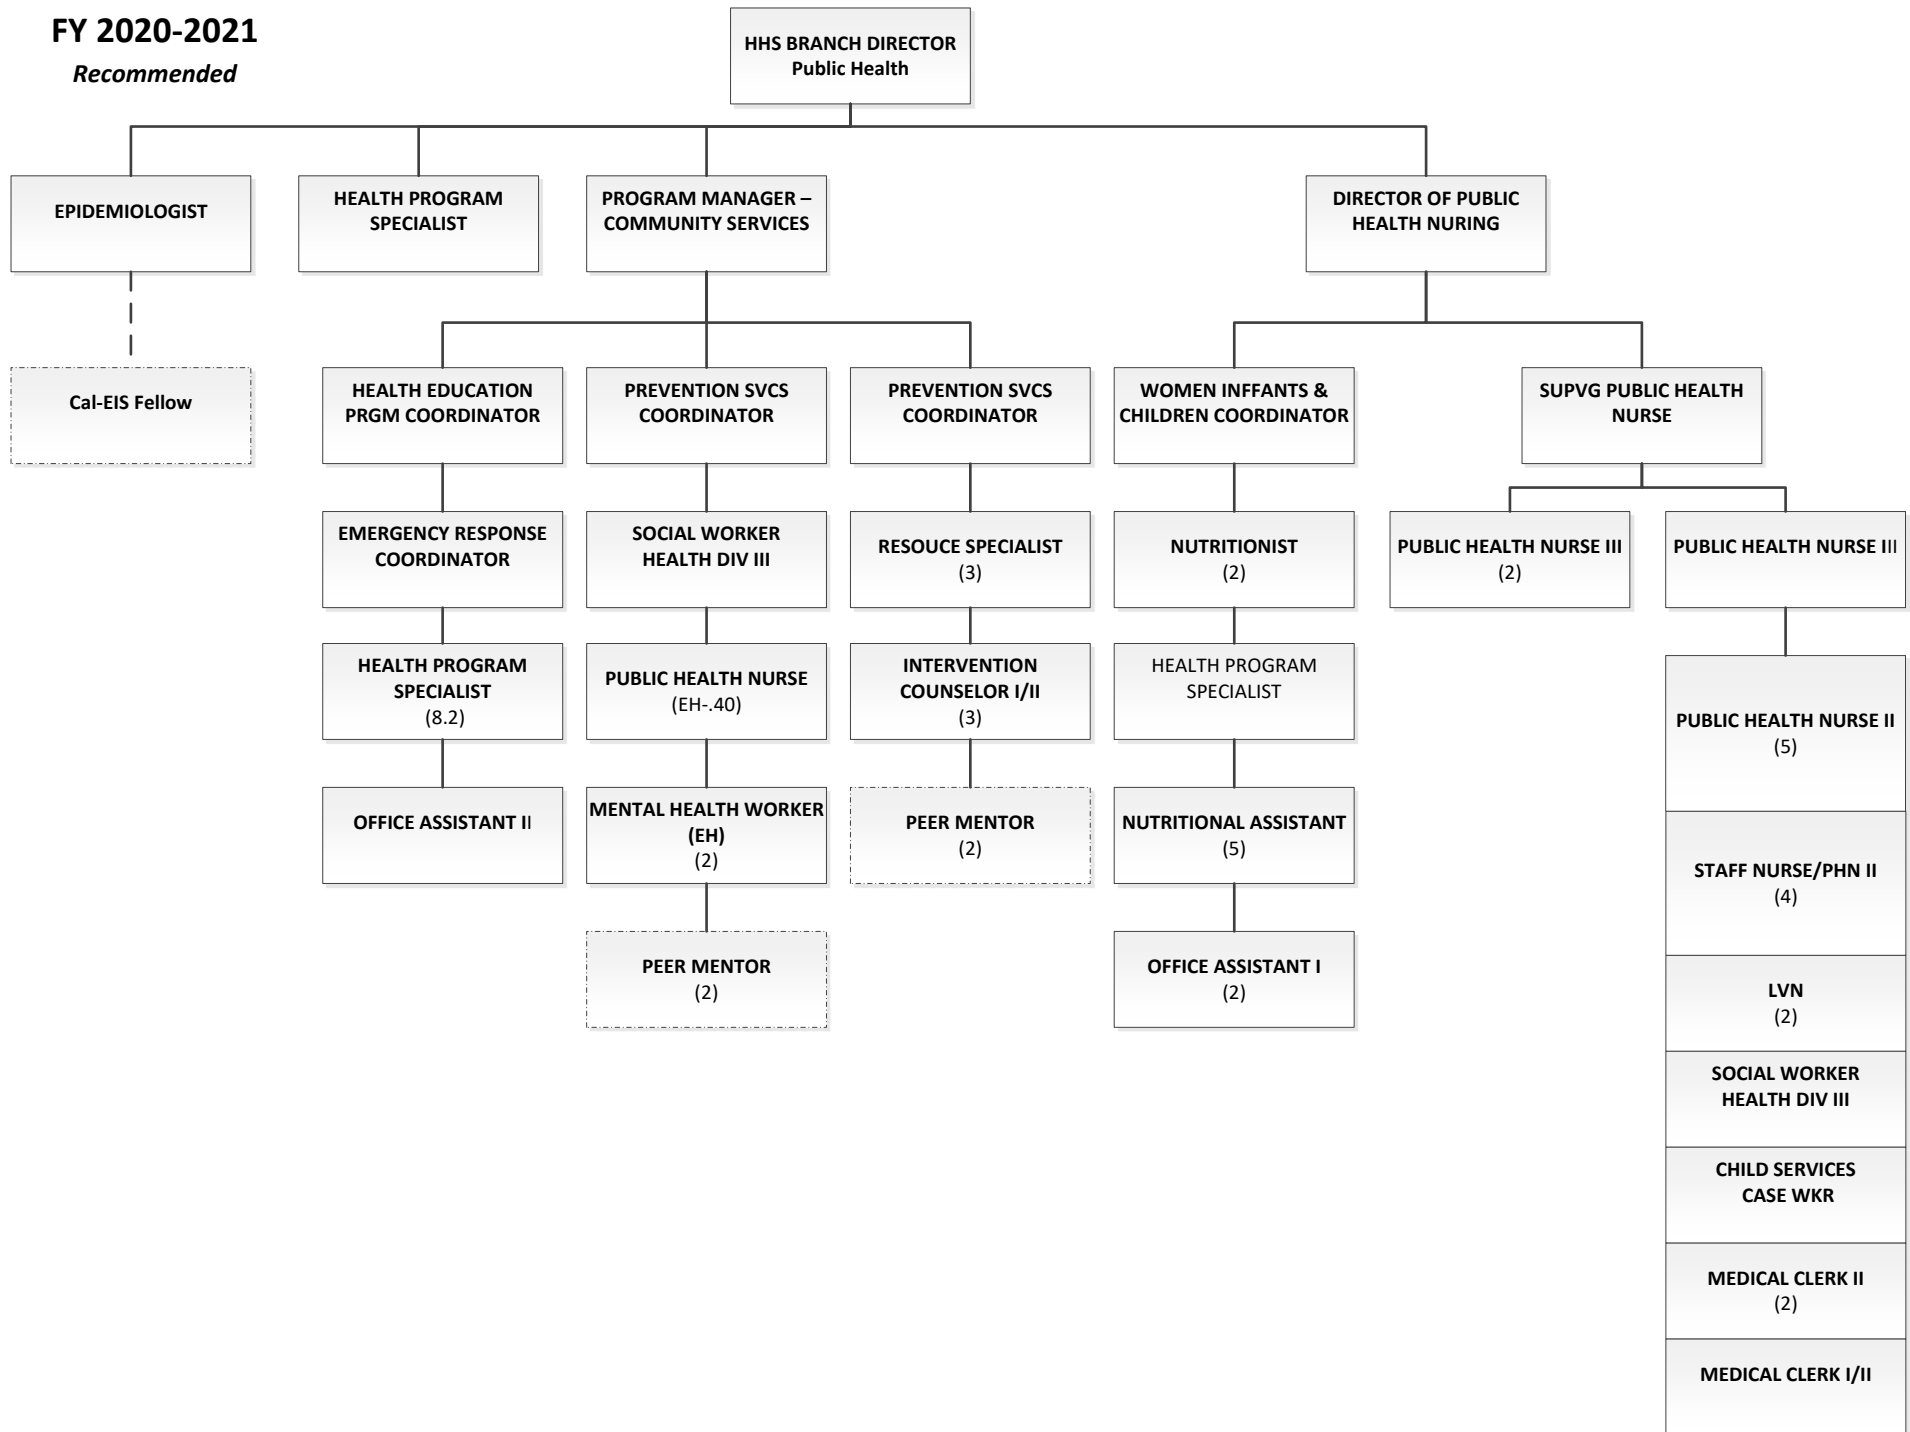 FY 2020-2021
Recommended
HHS BRANCH DIRECTOR
Public Health
EPIDEMIOLOGIST
HEALTH PROGRAM
SPECIALIST
PROGRAM MANAGER –
COMMUNITY SERVICES
DIRECTOR OF PUBLIC
HEALTH NURING
Cal-EIS Fellow
HEALTH EDUCATION
PRGM COORDINATOR
PREVENTION SVCS
COORDINATOR
PREVENTION SVCS
COORDINATOR
WOMEN INFFANTS &
CHILDREN COORDINATOR
SUPVG PUBLIC HEALTH
NURSE
EMERGENCY RESPONSE
COORDINATOR
SOCIAL WORKER
HEALTH DIV III
RESOUCE SPECIALIST
(3)
NUTRITIONIST
(2)
PUBLIC HEALTH NURSE III
(2)
PUBLIC HEALTH NURSE III
HEALTH PROGRAM
SPECIALIST
(8.2)
PUBLIC HEALTH NURSE
(EH-.40)
INTERVENTION
COUNSELOR I/II
(3)
HEALTH PROGRAM
SPECIALIST
PUBLIC HEALTH NURSE II
(5)
OFFICE ASSISTANT II
MENTAL HEALTH WORKER
(EH)
(2)
PEER MENTOR
(2)
NUTRITIONAL ASSISTANT
(5)
STAFF NURSE/PHN II
(4)
PEER MENTOR
(2)
OFFICE ASSISTANT I
(2)
LVN
(2)
SOCIAL WORKER
HEALTH DIV III
CHILD SERVICES
CASE WKR
MEDICAL CLERK II
(2)
MEDICAL CLERK I/II